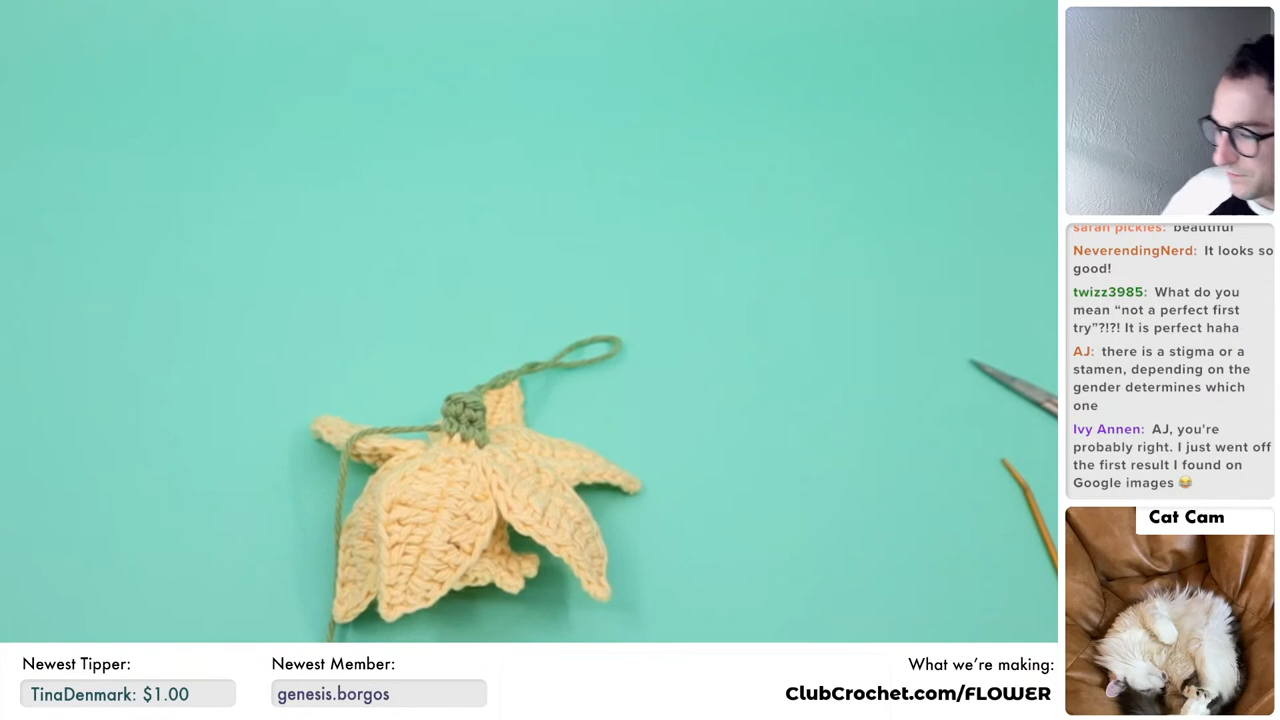 sarah pickles: beautiful
NeverendingNerd: It looks so
good!
twizz3985: What do you
mean “not a perfect first
try”?!?! It is perfect haha
AJ: there is a stigma or a
stamen, depending on the
gender determines which
one
Ivy Annen: AJ, you're
probably right. I just went off
the first result I found on
Google images 😂
Cat Cam
Newest Tipper:
TinaDenmark: $1.00
Newest Member:
genesis.borgos
What we’re making:
ClubCrochet.com/FLOWER